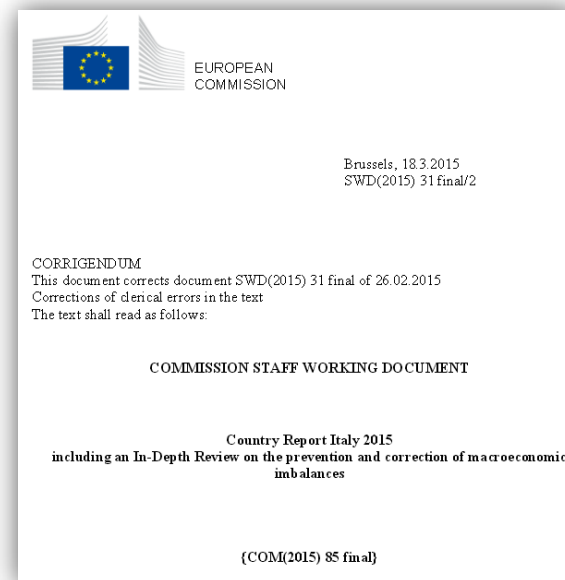 EUROPEAN
COMMISSION
Brussels, 18.3.2015
SWD(2015) 31 final/2
CORRIGENDUM
This document corrects document SWD(2015) 31 final of 26.02.2015
Corrections of clerical errors in the text
The text shall read as follows:
COMMISSION STAFF WORKING DOCUMENT
Country Report Italy 2015
including an In-Depth Review on the prevention and correction of macroeconomic
imbalances
{COM(2015) 85 final}